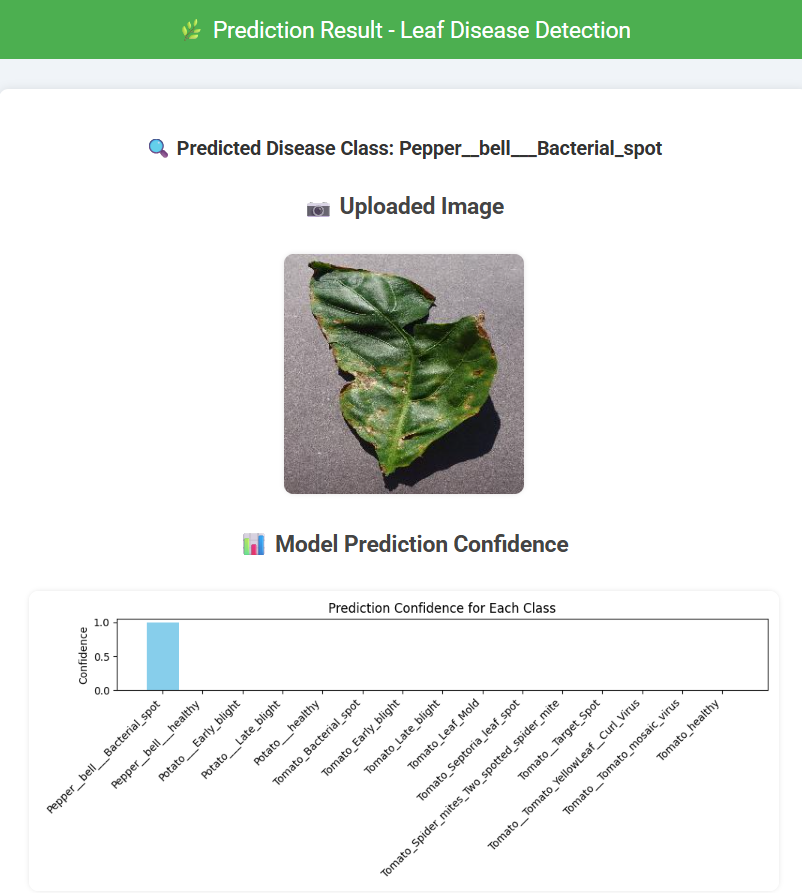 Prediction Result - Leaf Disease Detection
Predicted Disease Class: Pepper__bell___Bacterial_spot
Uploaded Image
Model Prediction Confidence
Prediction Confidence for Each Class
Confidence
1.0
0.5
0.0
Pepper__bell___Bacterial_spot
Pepper__bell___healthy
Potato___Early_blight
Potato___Late_blight
Potato___healthy
Tomato_Bacterial_spot
Tomato_Early_blight
Tomato_Late_blight
Tomato_Leaf_Mold
Tomato_Septoria_leaf_spot
Tomato_Spider_mites_Two_spotted_spider_mite
Tomato__Target_Spot
Tomato__Tomato_YellowLeaf__Curl_Virus
Tomato__Tomato_mosaic_virus
Tomato_healthy